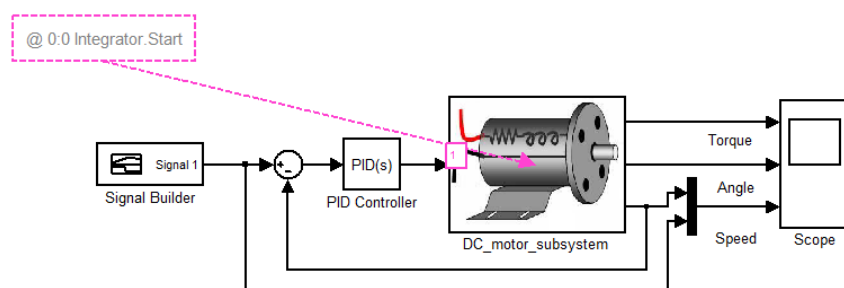 @ 0:0 Integrator.Start
Signal 1
Signal Builder
+
-
PID(s)
PID Controller
1
DC_motor_subsystem
Torque
Angle
Speed
Scope